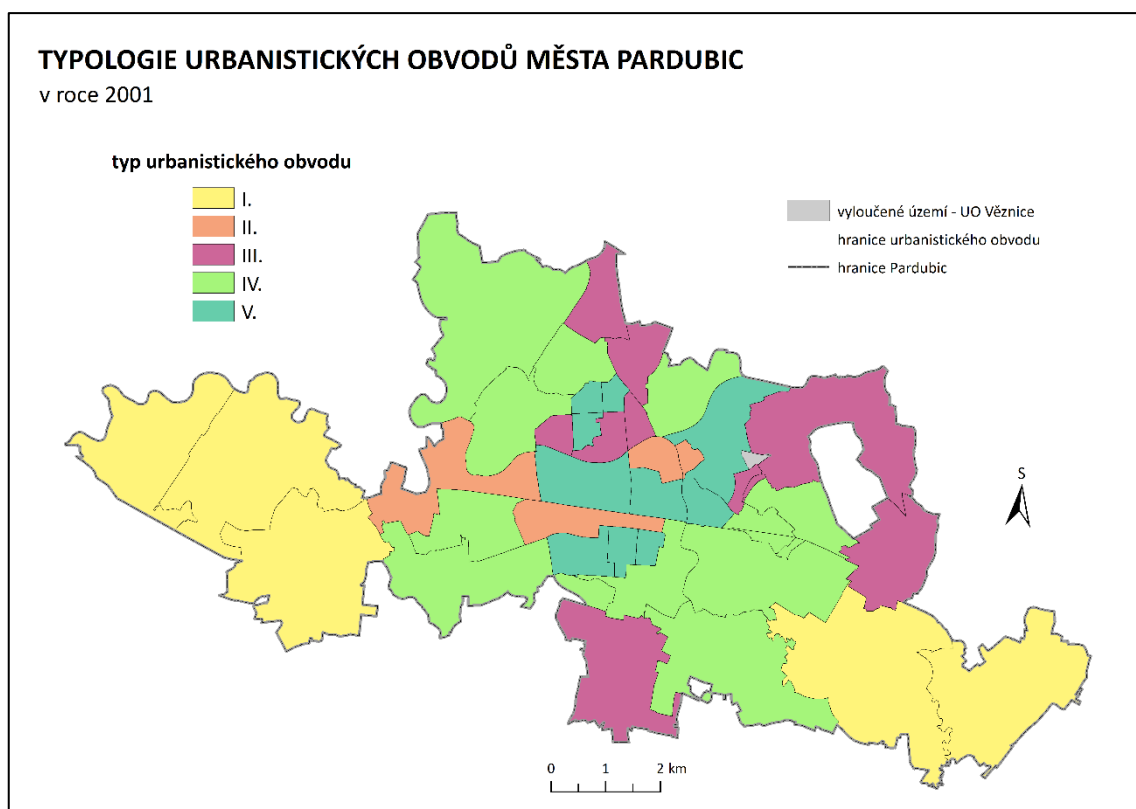 TYPOLOGIE URBANISTICKÝCH OBVODŮ MĚSTA PARDUBIC
v roce 2001
typ urbanistického obvodu
I.
II.
III.
IV.
V.
vyloučené území - UO Věznice
hranice urbanistického obvodu
hranice Pardubic
S
0 1 2 km